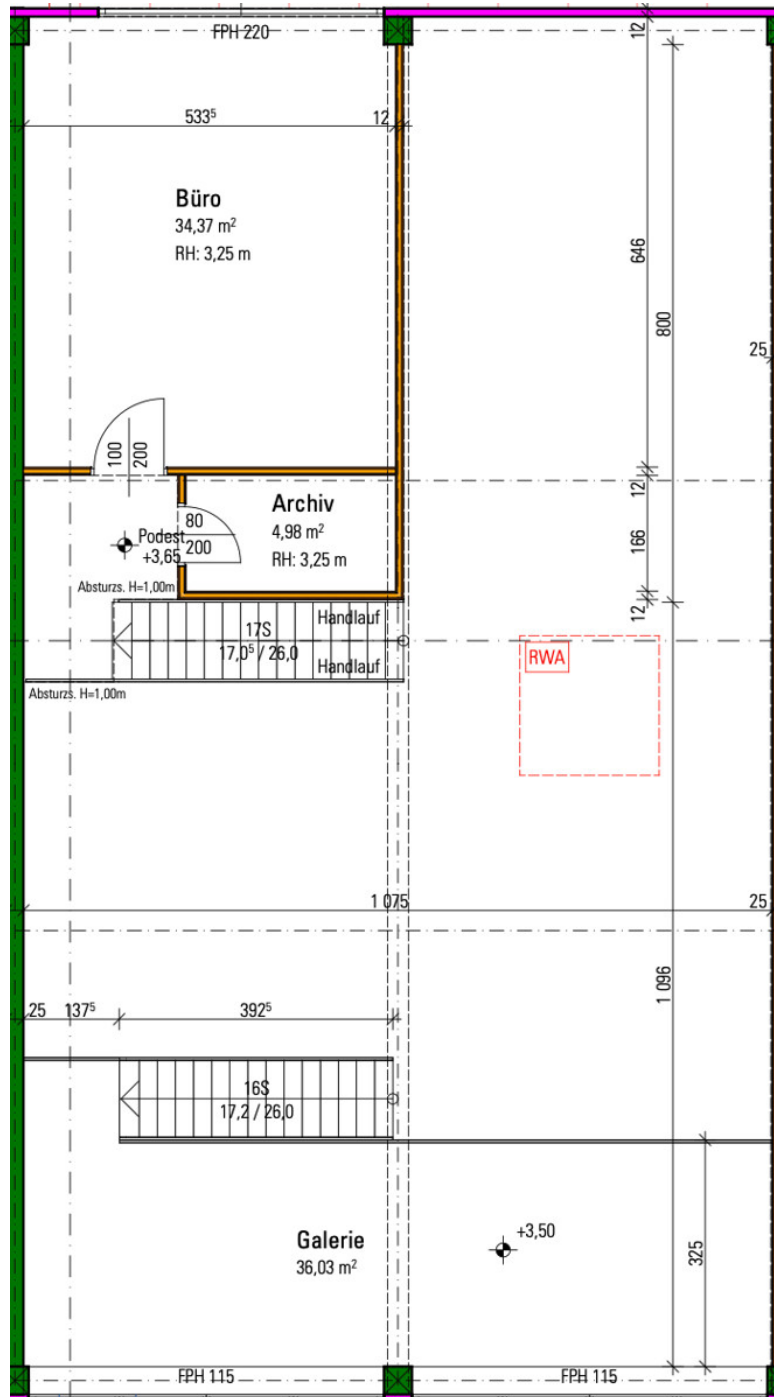 FPH 220
12
533⁵
12
Büro
34,37 m²
RH: 3,25 m
646
800
25
100
200
12
Archiv
4,98 m²
RH: 3,25 m
80
200
Podest
+3,65
166
Absturzs. H=1,00m
12
Handlauf
17S
17,0⁵ / 26,0
Handlauf
RWA
Absturzs. H=1,00m
1 075
25
1 096
25
137⁵
392⁵
16S
17,2 / 26,0
Galerie
36,03 m²
+3,50
325
FPH 115
FPH 115